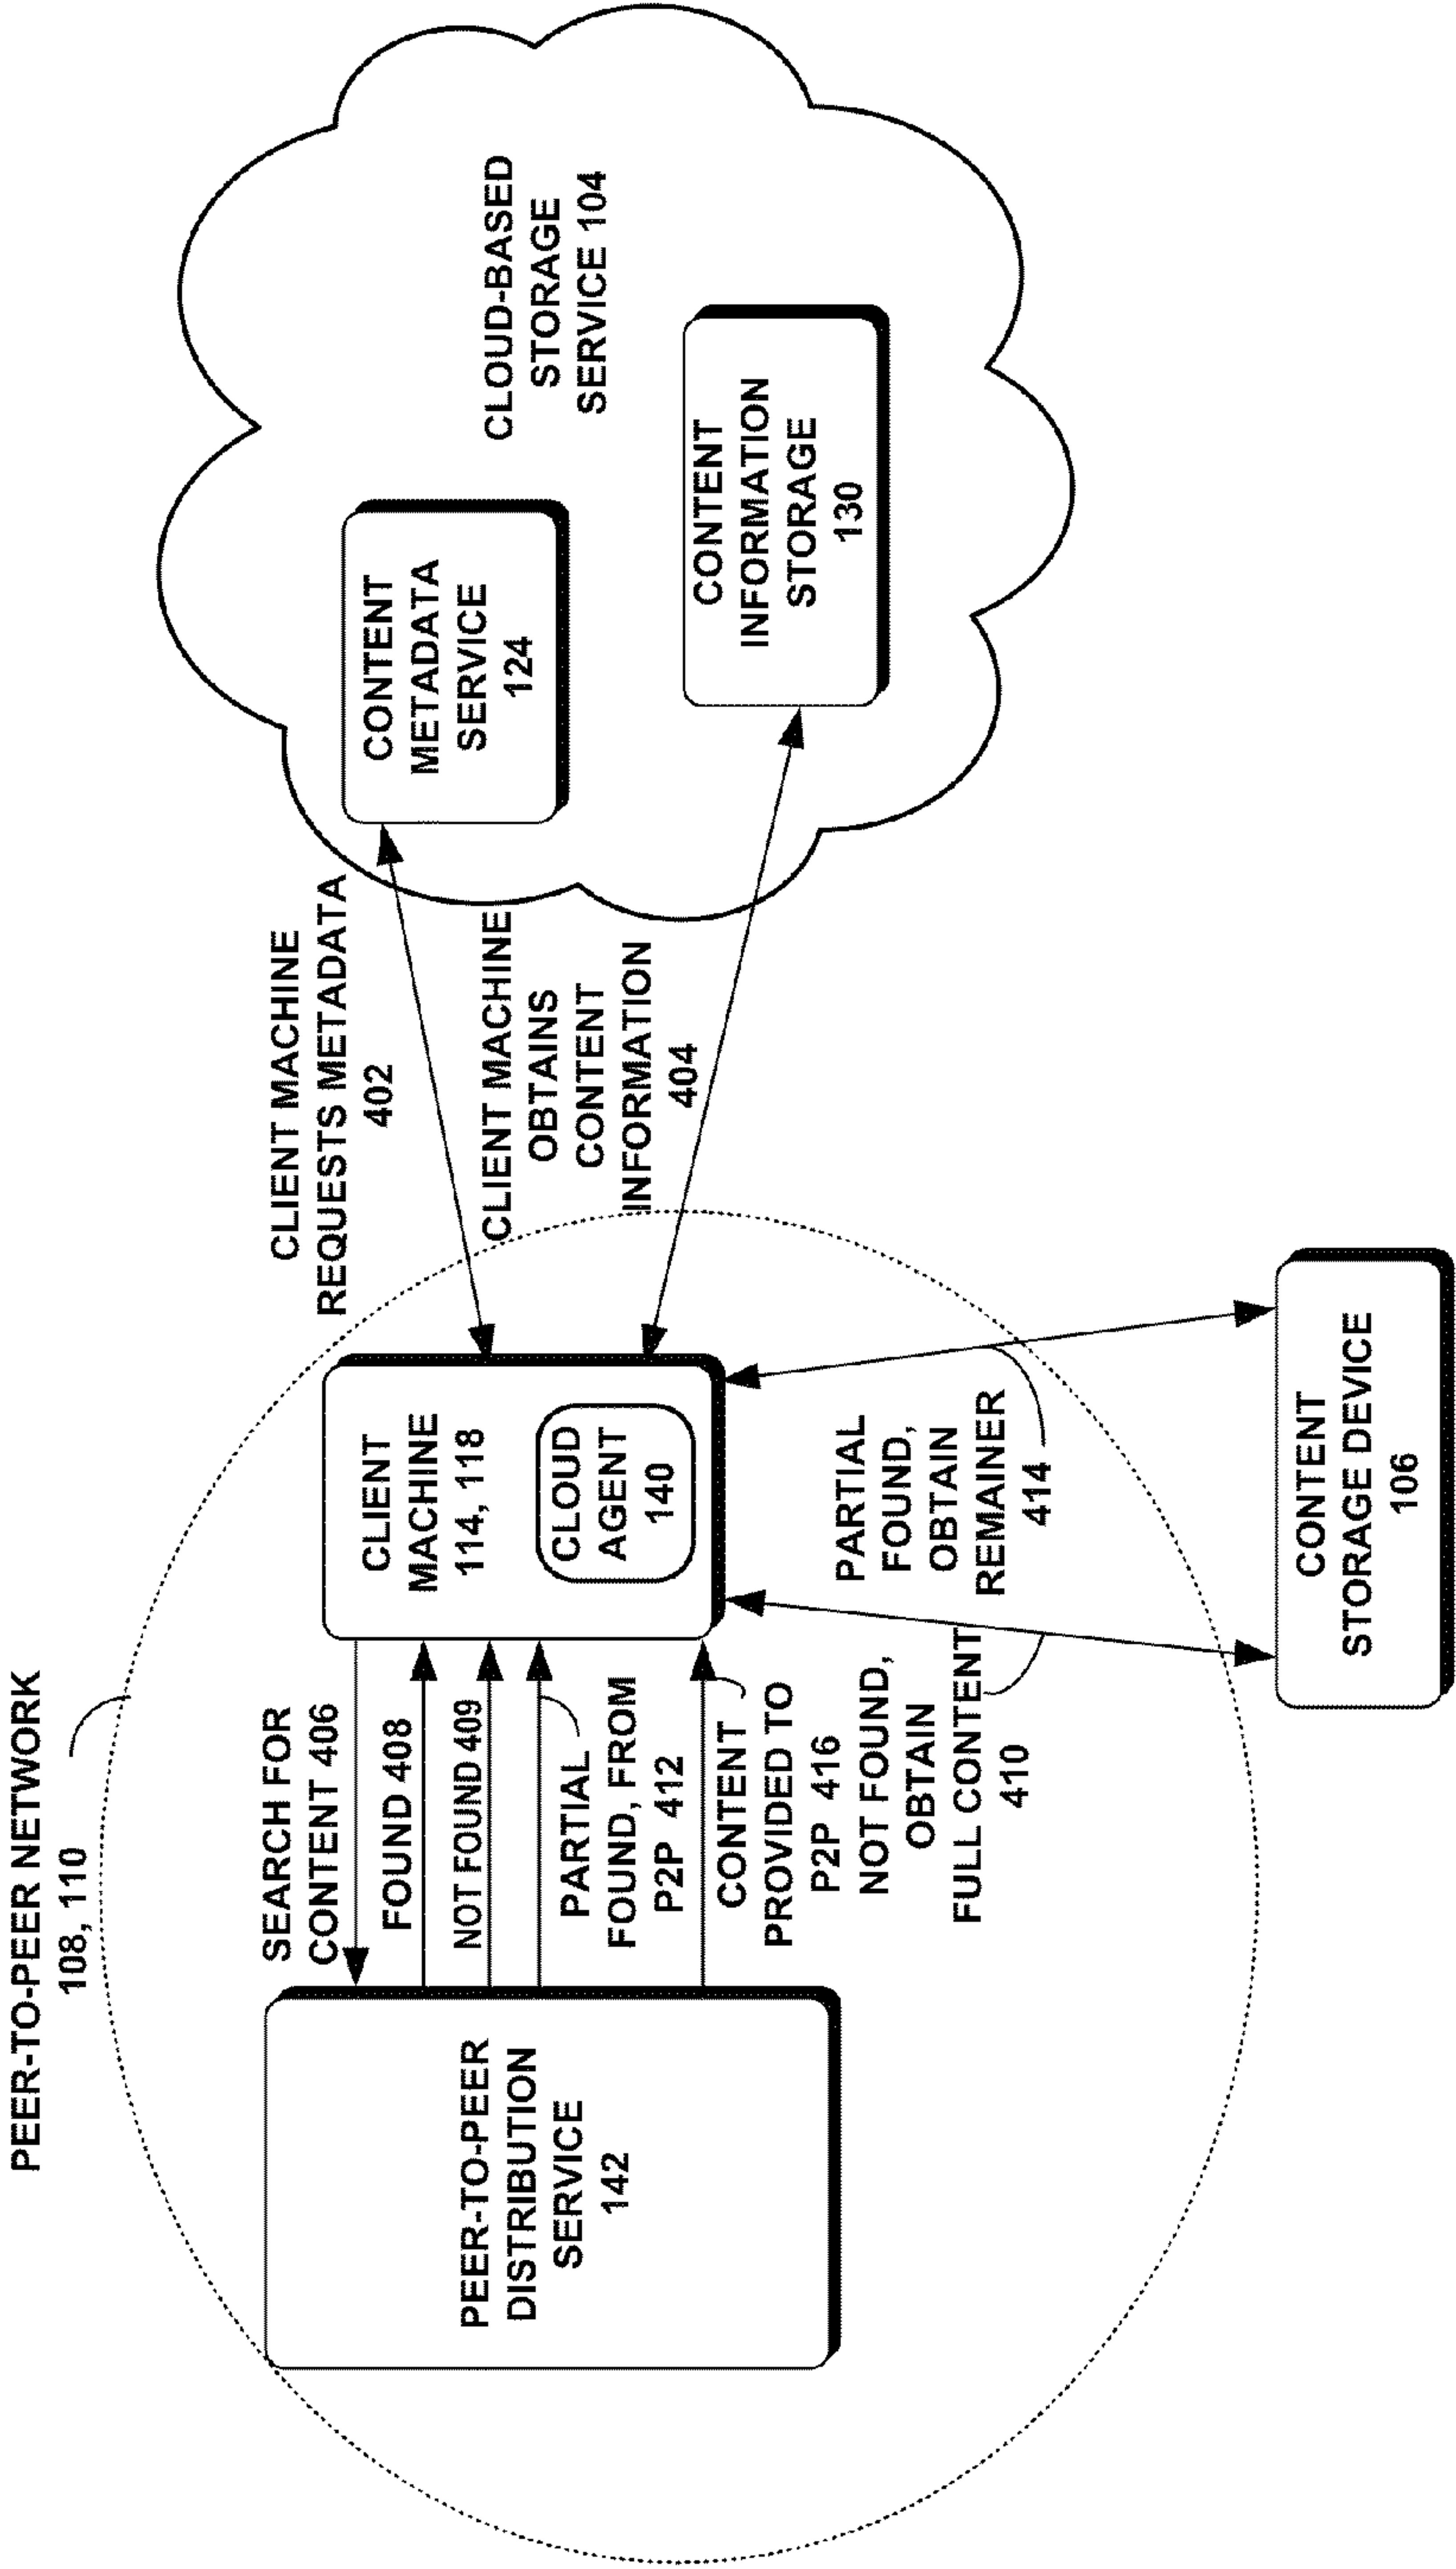 PEER-TO-PEER NETWORK
108, 110
PEER-TO-PEER
DISTRIBUTION
SERVICE
142
SEARCH FOR
CONTENT 406
FOUND 408
NOT FOUND 409
PARTIAL
FOUND, FROM
P2P 412
CONTENT
PROVIDED TO
P2P 416
NOT FOUND,
OBTAIN
FULL CONTENT
410
CLIENT
MACHINE
114, 118
CLOUD
AGENT
140
PARTIAL
FOUND,
OBTAIN
REMAINER
414
CONTENT
STORAGE DEVICE
106
CLIENT MACHINE
REQUESTS METADATA
402
CLIENT MACHINE
OBTAINS
CONTENT
INFORMATION
404
CONTENT
METADATA
SERVICE
124
CLOUD-BASED
STORAGE
SERVICE 104
CONTENT
INFORMATION
STORAGE
130